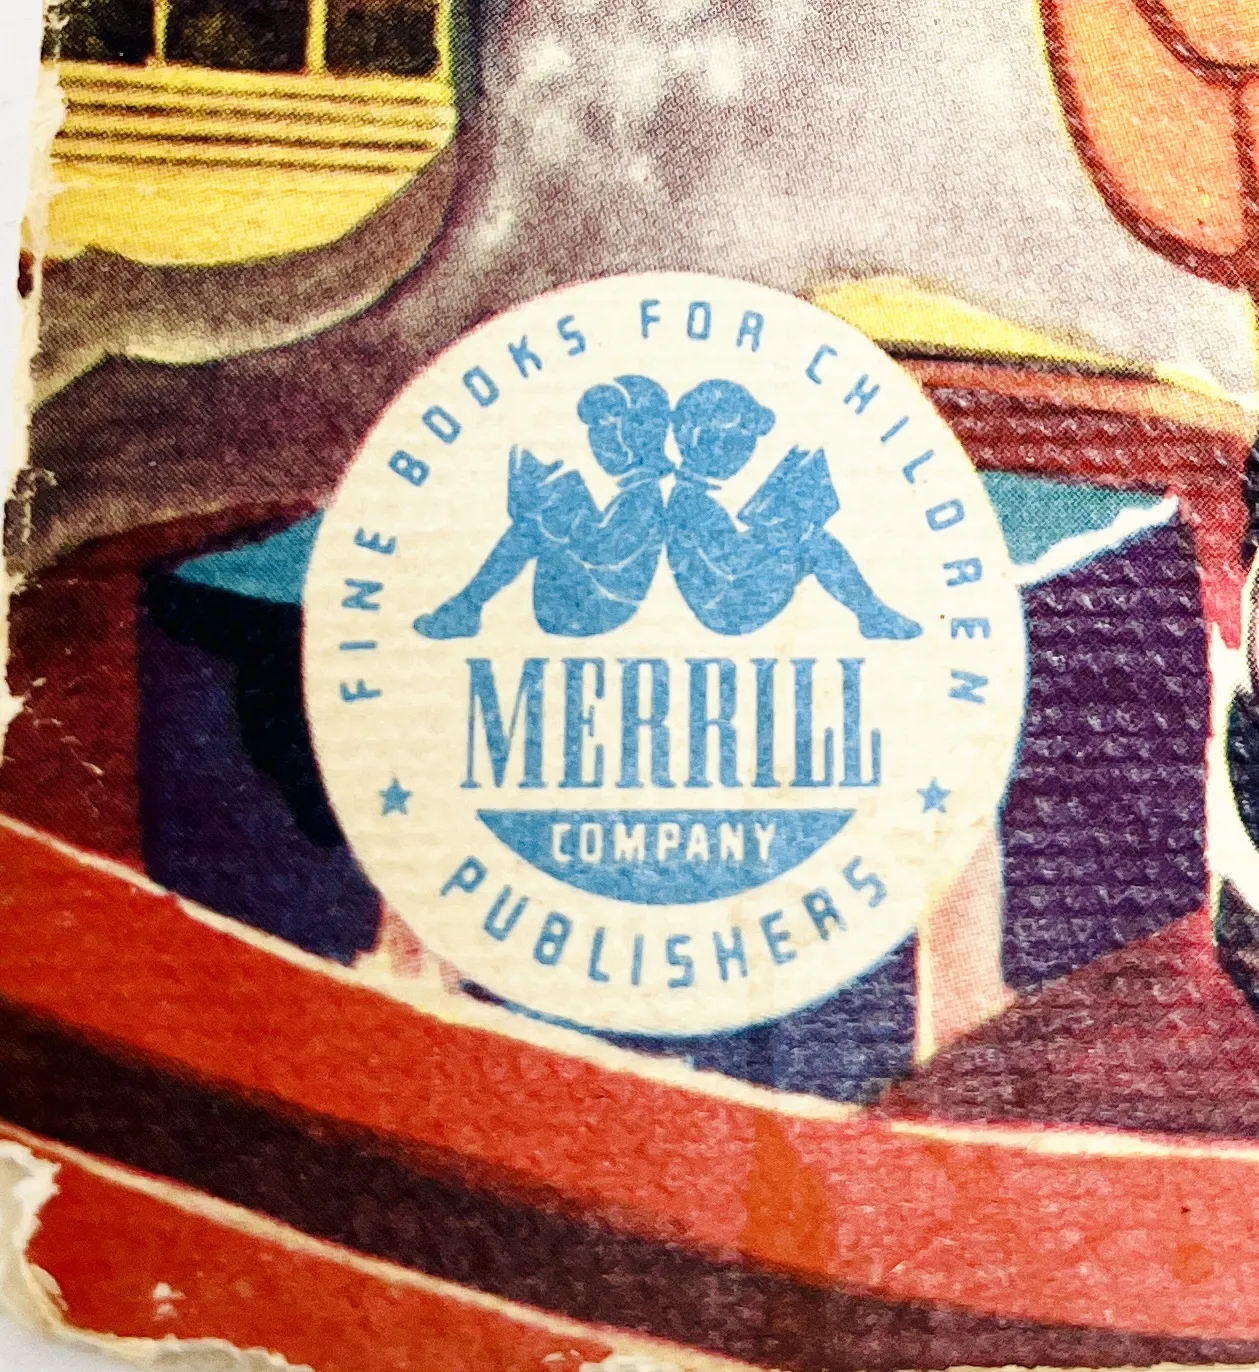 FINE BOOKS FOR CHILDREN
MERRILL
COMPANY
PUBLISHERS